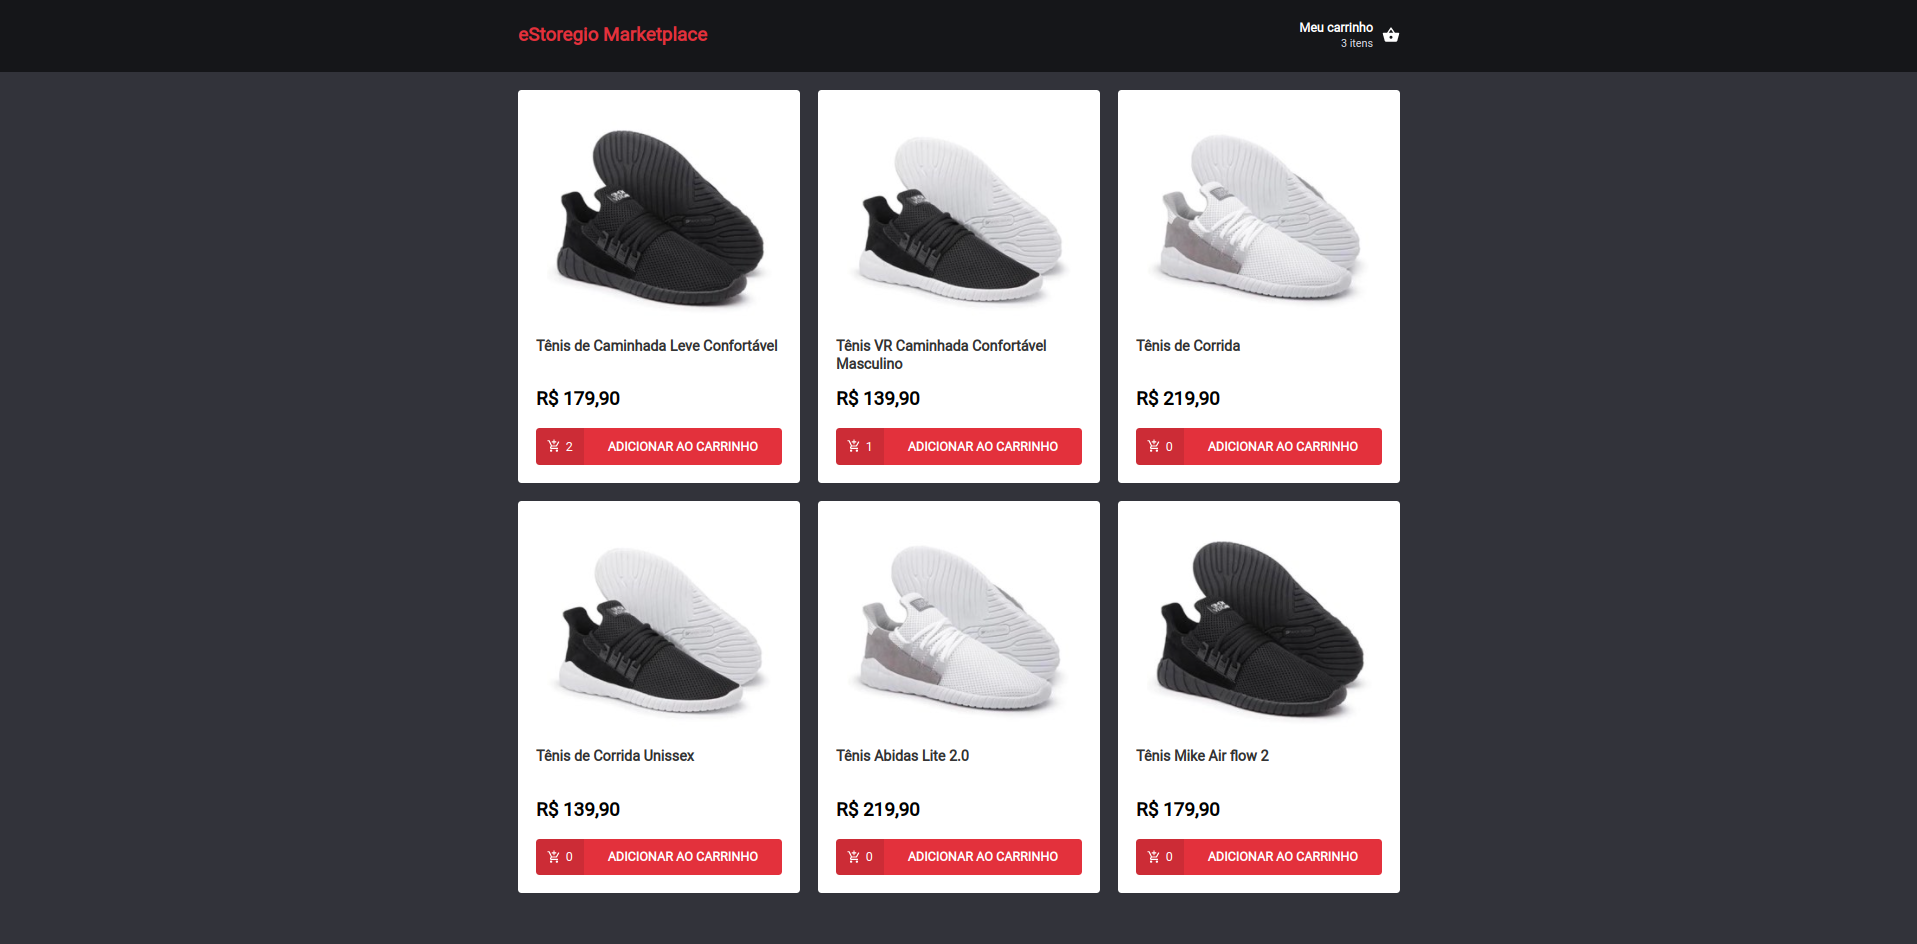 eStoregio Marketplace
Meu carrinho
3 itens
Tênis de Caminhada Leve Confortável
R$ 179,90
2 ADICIONAR AO CARRINHO
Tênis VR Caminhada Confortável
Masculino
R$ 139,90
1 ADICIONAR AO CARRINHO
Tênis de Corrida
R$ 219,90
0 ADICIONAR AO CARRINHO
Tênis de Corrida Unissex
R$ 139,90
0 ADICIONAR AO CARRINHO
Tênis Abidas Lite 2.0
R$ 219,90
0 ADICIONAR AO CARRINHO
Tênis Mike Air flow 2
R$ 179,90
0 ADICIONAR AO CARRINHO